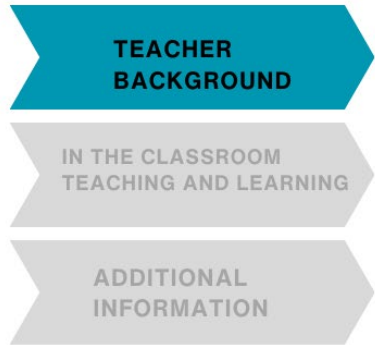 TEACHER
BACKGROUND
IN THE CLASSROOM
TEACHING AND LEARNING
ADDITIONAL
INFORMATION